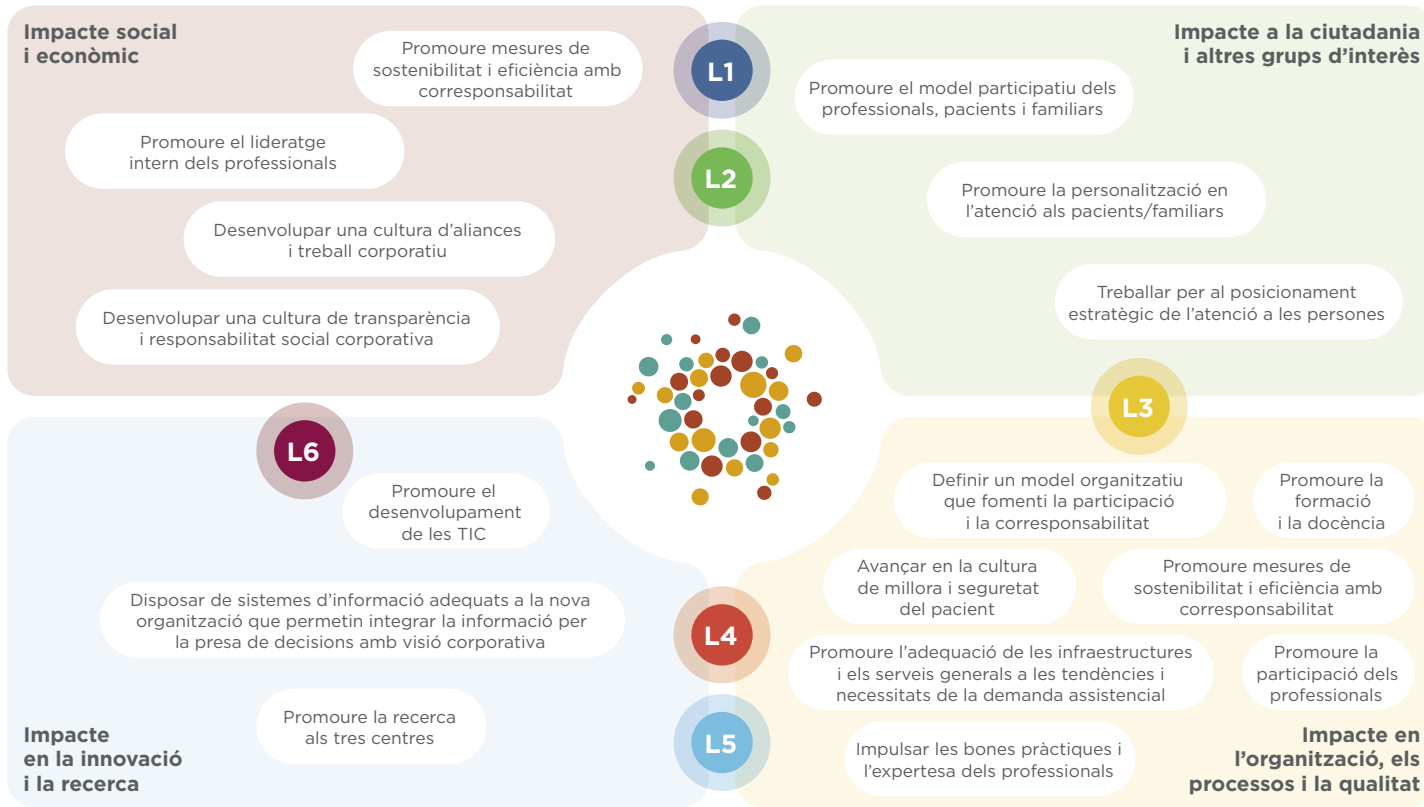 Impacte social
i econòmic
Promoure mesures de
sostenibilitat i eficiència amb
corresponsabilitat
Promoure el lideratge
intern dels professionals
Desenvolupar una cultura d’aliances
i treball corporatiu
Desenvolupar una cultura de transparència
i responsabilitat social corporativa
L1
L2
Impacte a la ciutadania
i altres grups d’interès
Promoure el model participatiu dels
professionals, pacients i familiars
Promoure la personalització en
l’atenció als pacients/familiars
Treballar per al posicionament
estratègic de l’atenció a les persones
L3
L6
Promoure el
desenvolupament
de les TIC
Disposar de sistemes d’informació adequats a la nova
organització que permetin integrar la informació per
la presa de decisions amb visió corporativa
Promoure la recerca
als tres centres
Impacte
en la innovació
i la recerca
L4
L5
Definir un model organitzatiu
que fomenti la participació
i la corresponsabilitat
Promoure la
formació
i la docència
Avançar en la cultura
de millora i seguretat
del pacient
Promoure mesures de
sostenibilitat i eficiència amb
corresponsabilitat
Promoure l’adequació de les infraestructures
i els serveis generals a les tendències i
necessitats de la demanda assistencial
Promoure la
participació dels
professionals
Impulsar les bones pràctiques i
l’expertesa dels professionals
Impacte en
l’organització, els
processos i la qualitat